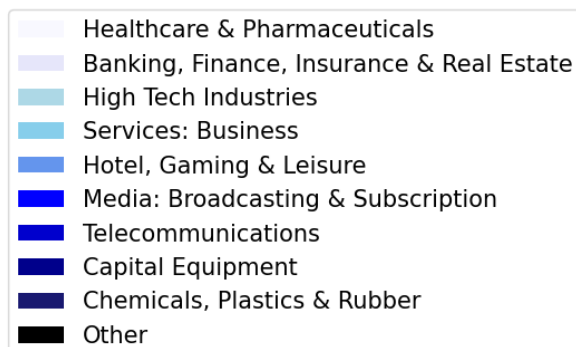 Healthcare & Pharmaceuticals
Banking, Finance, Insurance & Real Estate
High Tech Industries
Services: Business
Hotel, Gaming & Leisure
Media: Broadcasting & Subscription
Telecommunications
Capital Equipment
Chemicals, Plastics & Rubber
Other